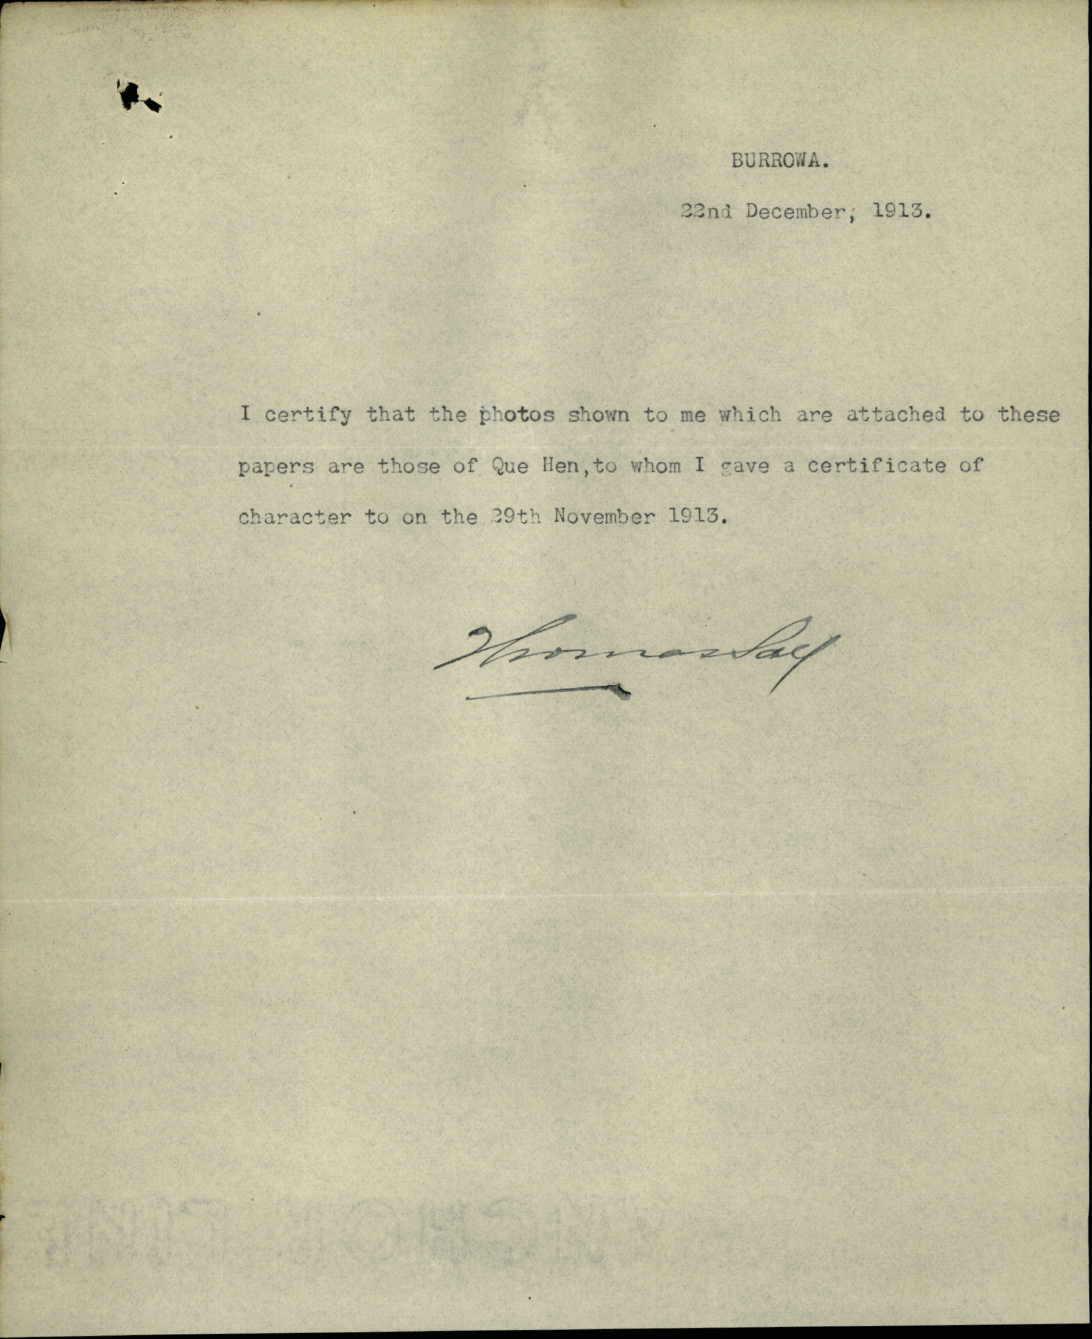 BURROWA.
22nd December, 1913.
I certify that the photos shown to me which are attached to these
papers are those of Que Hen,to whom I gave a certificate of
character to on the 29th November 1913.
Thomas